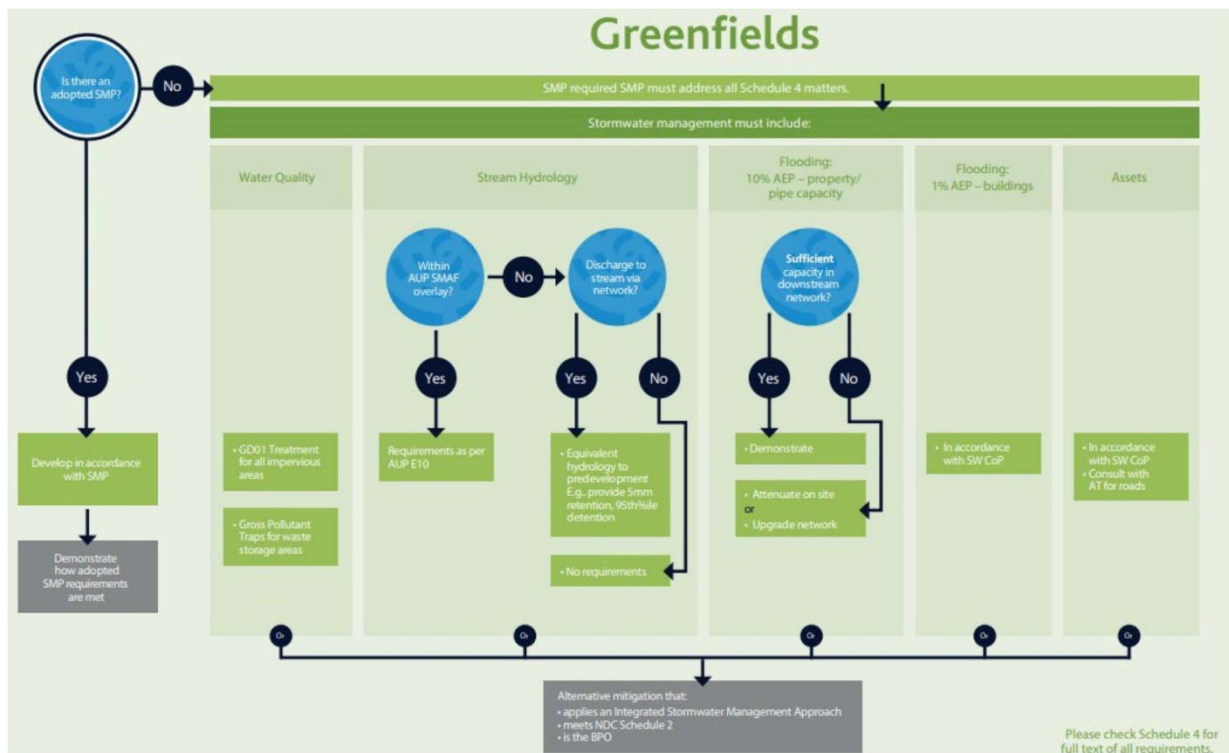 Greenfields
Is there an
adopted SMP?
No
SMP required SMP must address all Schedule 4 matters.
Stormwater management must include:
Water Quality
Stream Hydrology
Flooding:
10% AEP – property/
pipe capacity
Flooding:
1% AEP – buildings
Assets
Within
AUP SMAF
overlay?
No
Discharge to
stream via
network?
Sufficient
capacity in
downstream
network?
Yes
Yes
Yes
No
Yes
No
Develop in accordance
with SMP
Demonstrate
how adopted
SMP requirements
are met
• GD01 Treatment
for all impervious
areas
• Gross Pollutant
Traps for waste
storage areas
Requirements as per
AUP E10
• Equivalent
hydrology to
predevelopment
E.g.. provide 5mm
retention, 95th%ile
detention
• No requirements
• Demonstrate
• Attenuate on site
or
• Upgrade network
• In accordance
with SW CoP
• In accordance
with SW CoP
• Consult with
AT for roads
Or
Or
Or
Or
Or
Alternative mitigation that:
• applies an Integrated Stormwater Management Approach
• meets NDC Schedule 2
• is the BPO
Please check Schedule 4 for
full text of all requirements.